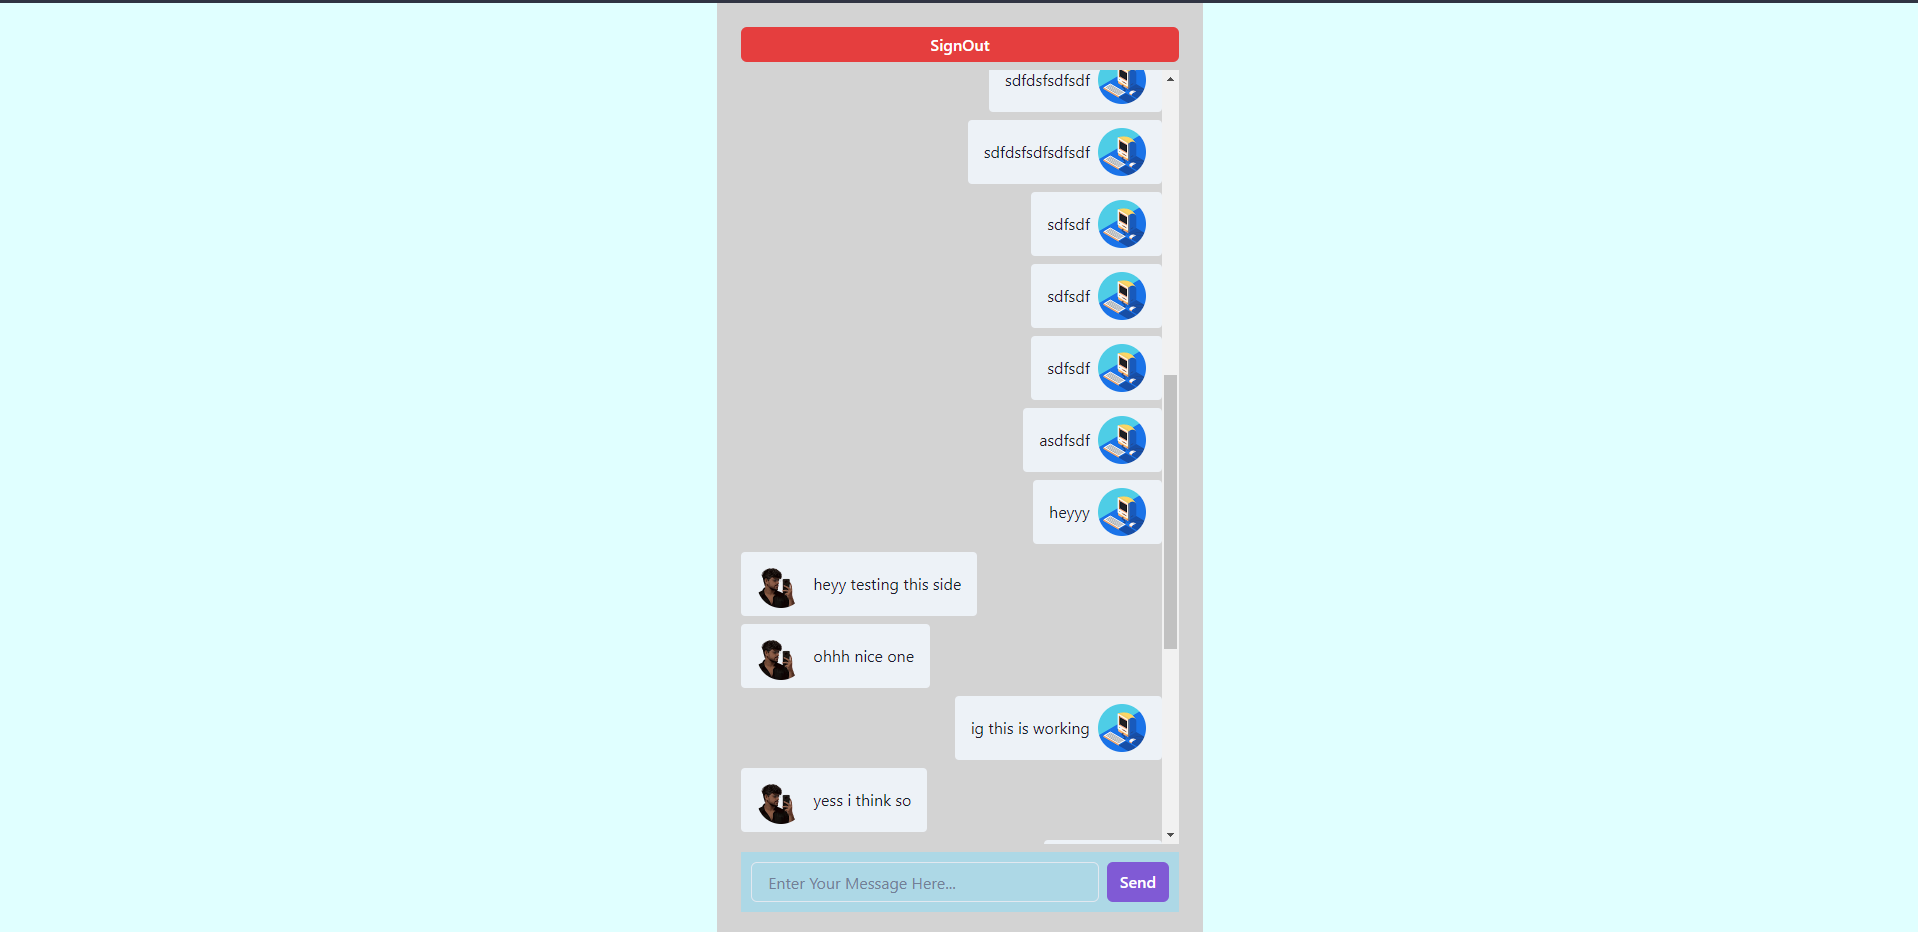 SignOut
sdfdsfsdfsdf
sdfdsfsdfsdfsdf
sdfsdf
sdfsdf
sdfsdf
asdfsdf
heyyy
heyy testing this side
ohhh nice one
ig this is working
yess i think so
Enter Your Message Here...
Send